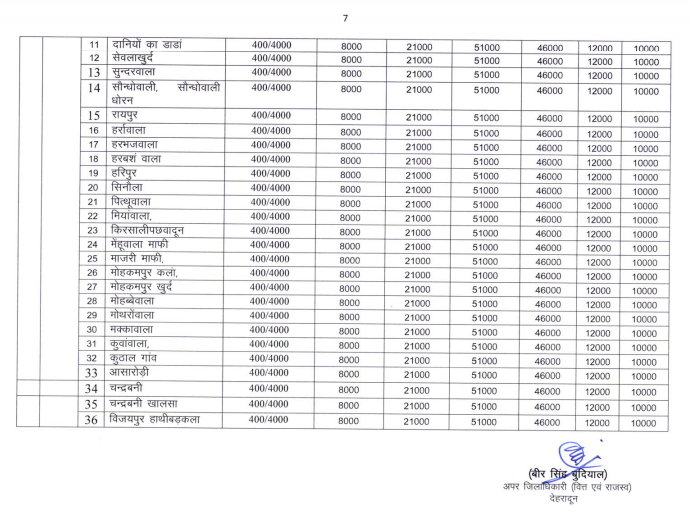 7
11 दानियों का डांडां 400/4000 8000 21000 51000 46000 12000 10000
12 सेवलाखुर्द 400/4000 8000 21000 51000 46000 12000 10000
13 सुन्दरवाला 400/4000 8000 21000 51000 46000 12000 10000
14 सौन्धोवाली, सौन्धोवाली 400/4000 8000 21000 51000 46000 12000 10000
धोरन
15 रायपुर 400/4000 8000 21000 51000 46000 12000 10000
16 हर्रावाला 400/4000 8000 21000 51000 46000 12000 10000
17 हरभजवाला 400/4000 8000 21000 51000 46000 12000 10000
18 हरबशं वाला 400/4000 8000 21000 51000 46000 12000 10000
19 हरिपुर 400/4000 8000 21000 51000 46000 12000 10000
20 सिनौला 400/4000 8000 21000 51000 46000 12000 10000
21 पित्थूवाला 400/4000 8000 21000 51000 46000 12000 10000
22 मियांवाला, 400/4000 8000 21000 51000 46000 12000 10000
23 किरसालीपछवादून 400/4000 8000 21000 51000 46000 12000 10000
24 मेंहूवाला माफी 400/4000 8000 21000 51000 46000 12000 10000
25 माजरी माफी, 400/4000 8000 21000 51000 46000 12000 10000
26 मोहकमपुर कलां, 400/4000 8000 21000 51000 46000 12000 10000
27 मोहकमपुर खुर्द 400/4000 8000 21000 51000 46000 12000 10000
28 मोहब्बेवाला 400/4000 8000 21000 51000 46000 12000 10000
29 मोथरोंवाला 400/4000 8000 21000 51000 46000 12000 10000
30 मक्कावाला 400/4000 8000 21000 51000 46000 12000 10000
31 कुवांवाला, 400/4000 8000 21000 51000 46000 12000 10000
32 कुठाल गांव 400/4000 8000 21000 51000 46000 12000 10000
33 आसारोड़ी 400/4000 8000 21000 51000 46000 12000 10000
34 चन्द्रबनी 400/4000 8000 21000 51000 46000 12000 10000
35 चन्द्रबनी खालसा 400/4000 8000 21000 51000 46000 12000 10000
36 विजयपुर हाथीबड़कला 400/4000 8000 21000 51000 46000 12000 10000
(बीर सिंह बुदियाल)
अपर जिलाधिकारी (वित्त एवं राजस्व)
देहरादून